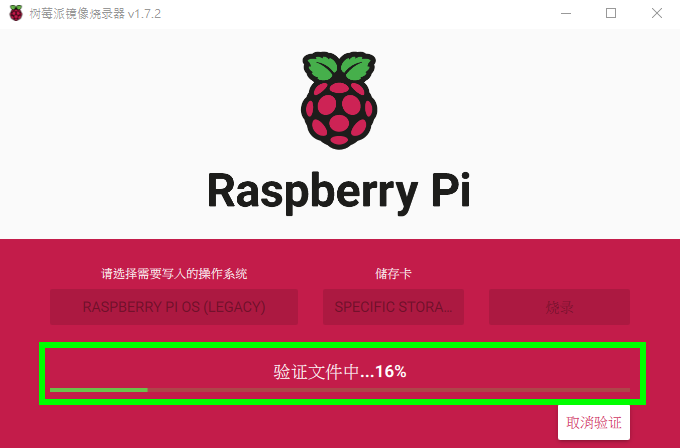 树莓派镜像烧录器 v1.7.2
Raspberry Pi
请选择需要写入的操作系统
储存卡
RASPBERRY PI OS (LEGACY)
SPECIFIC STORA...
烧录
验证文件中...16%
取消验证